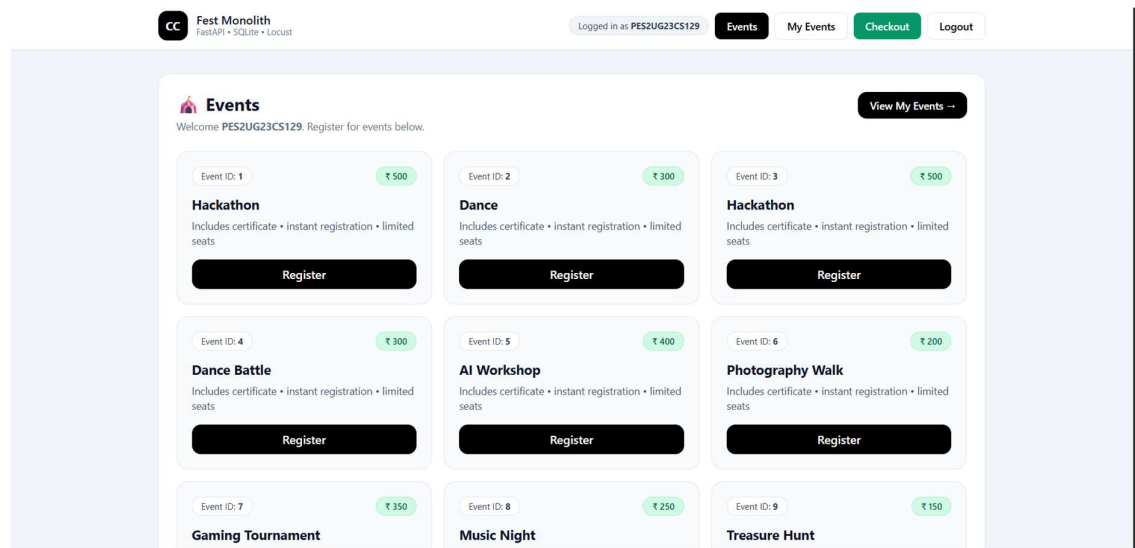 CC
Fest Monolith
FastAPI • SQLite • Locust
Logged in as PES2UG23CS129
Events
My Events
Checkout
Logout
Events
View My Events →
Welcome PES2UG23CS129. Register for events below.
Event ID: 1
₹ 500
Hackathon
Includes certificate • instant registration • limited
seats
Register
Event ID: 2
₹ 300
Dance
Includes certificate • instant registration • limited
seats
Register
Event ID: 3
₹ 500
Hackathon
Includes certificate • instant registration • limited
seats
Register
Event ID: 4
₹ 300
Dance Battle
Includes certificate • instant registration • limited
seats
Register
Event ID: 5
₹ 400
AI Workshop
Includes certificate • instant registration • limited
seats
Register
Event ID: 6
₹ 200
Photography Walk
Includes certificate • instant registration • limited
seats
Register
Event ID: 7
₹ 350
Gaming Tournament
Event ID: 8
₹ 250
Music Night
Event ID: 9
₹ 150
Treasure Hunt